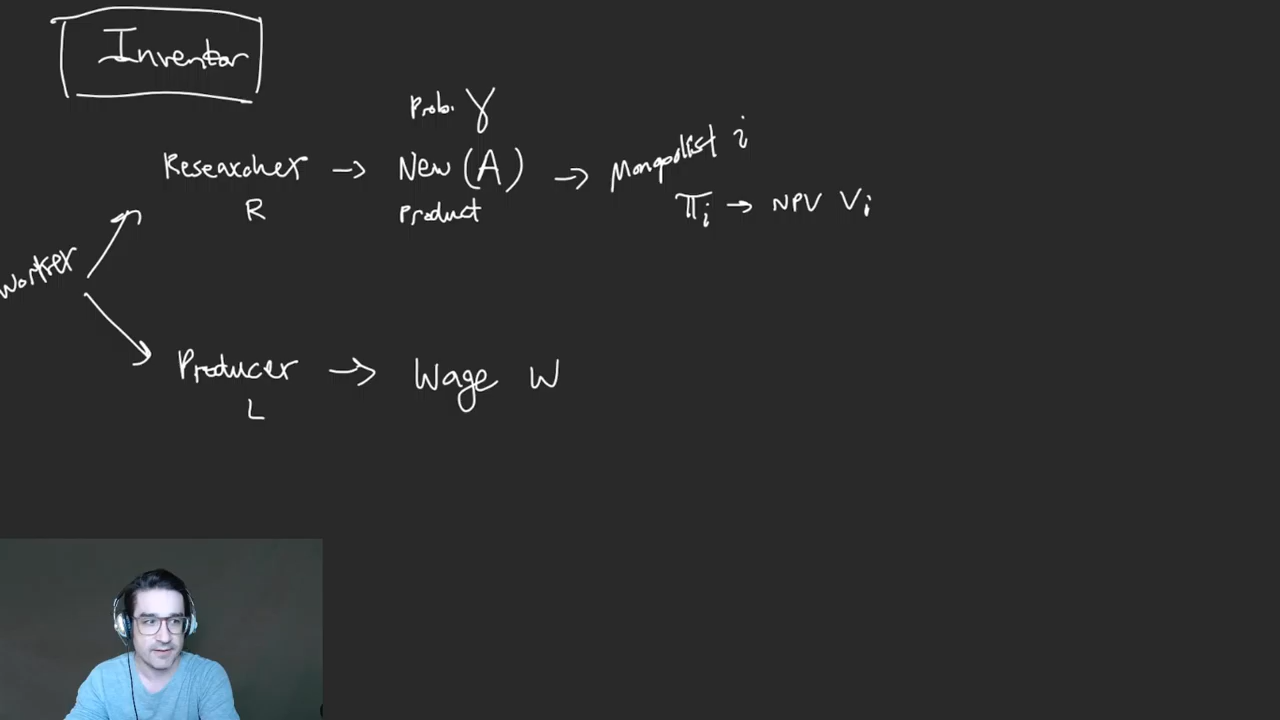 Inventor
Prob. γ
Researcher → New (A) → Monopolist i
R
Product
πi → NPV Vi
Worker
Producer → Wage W
L